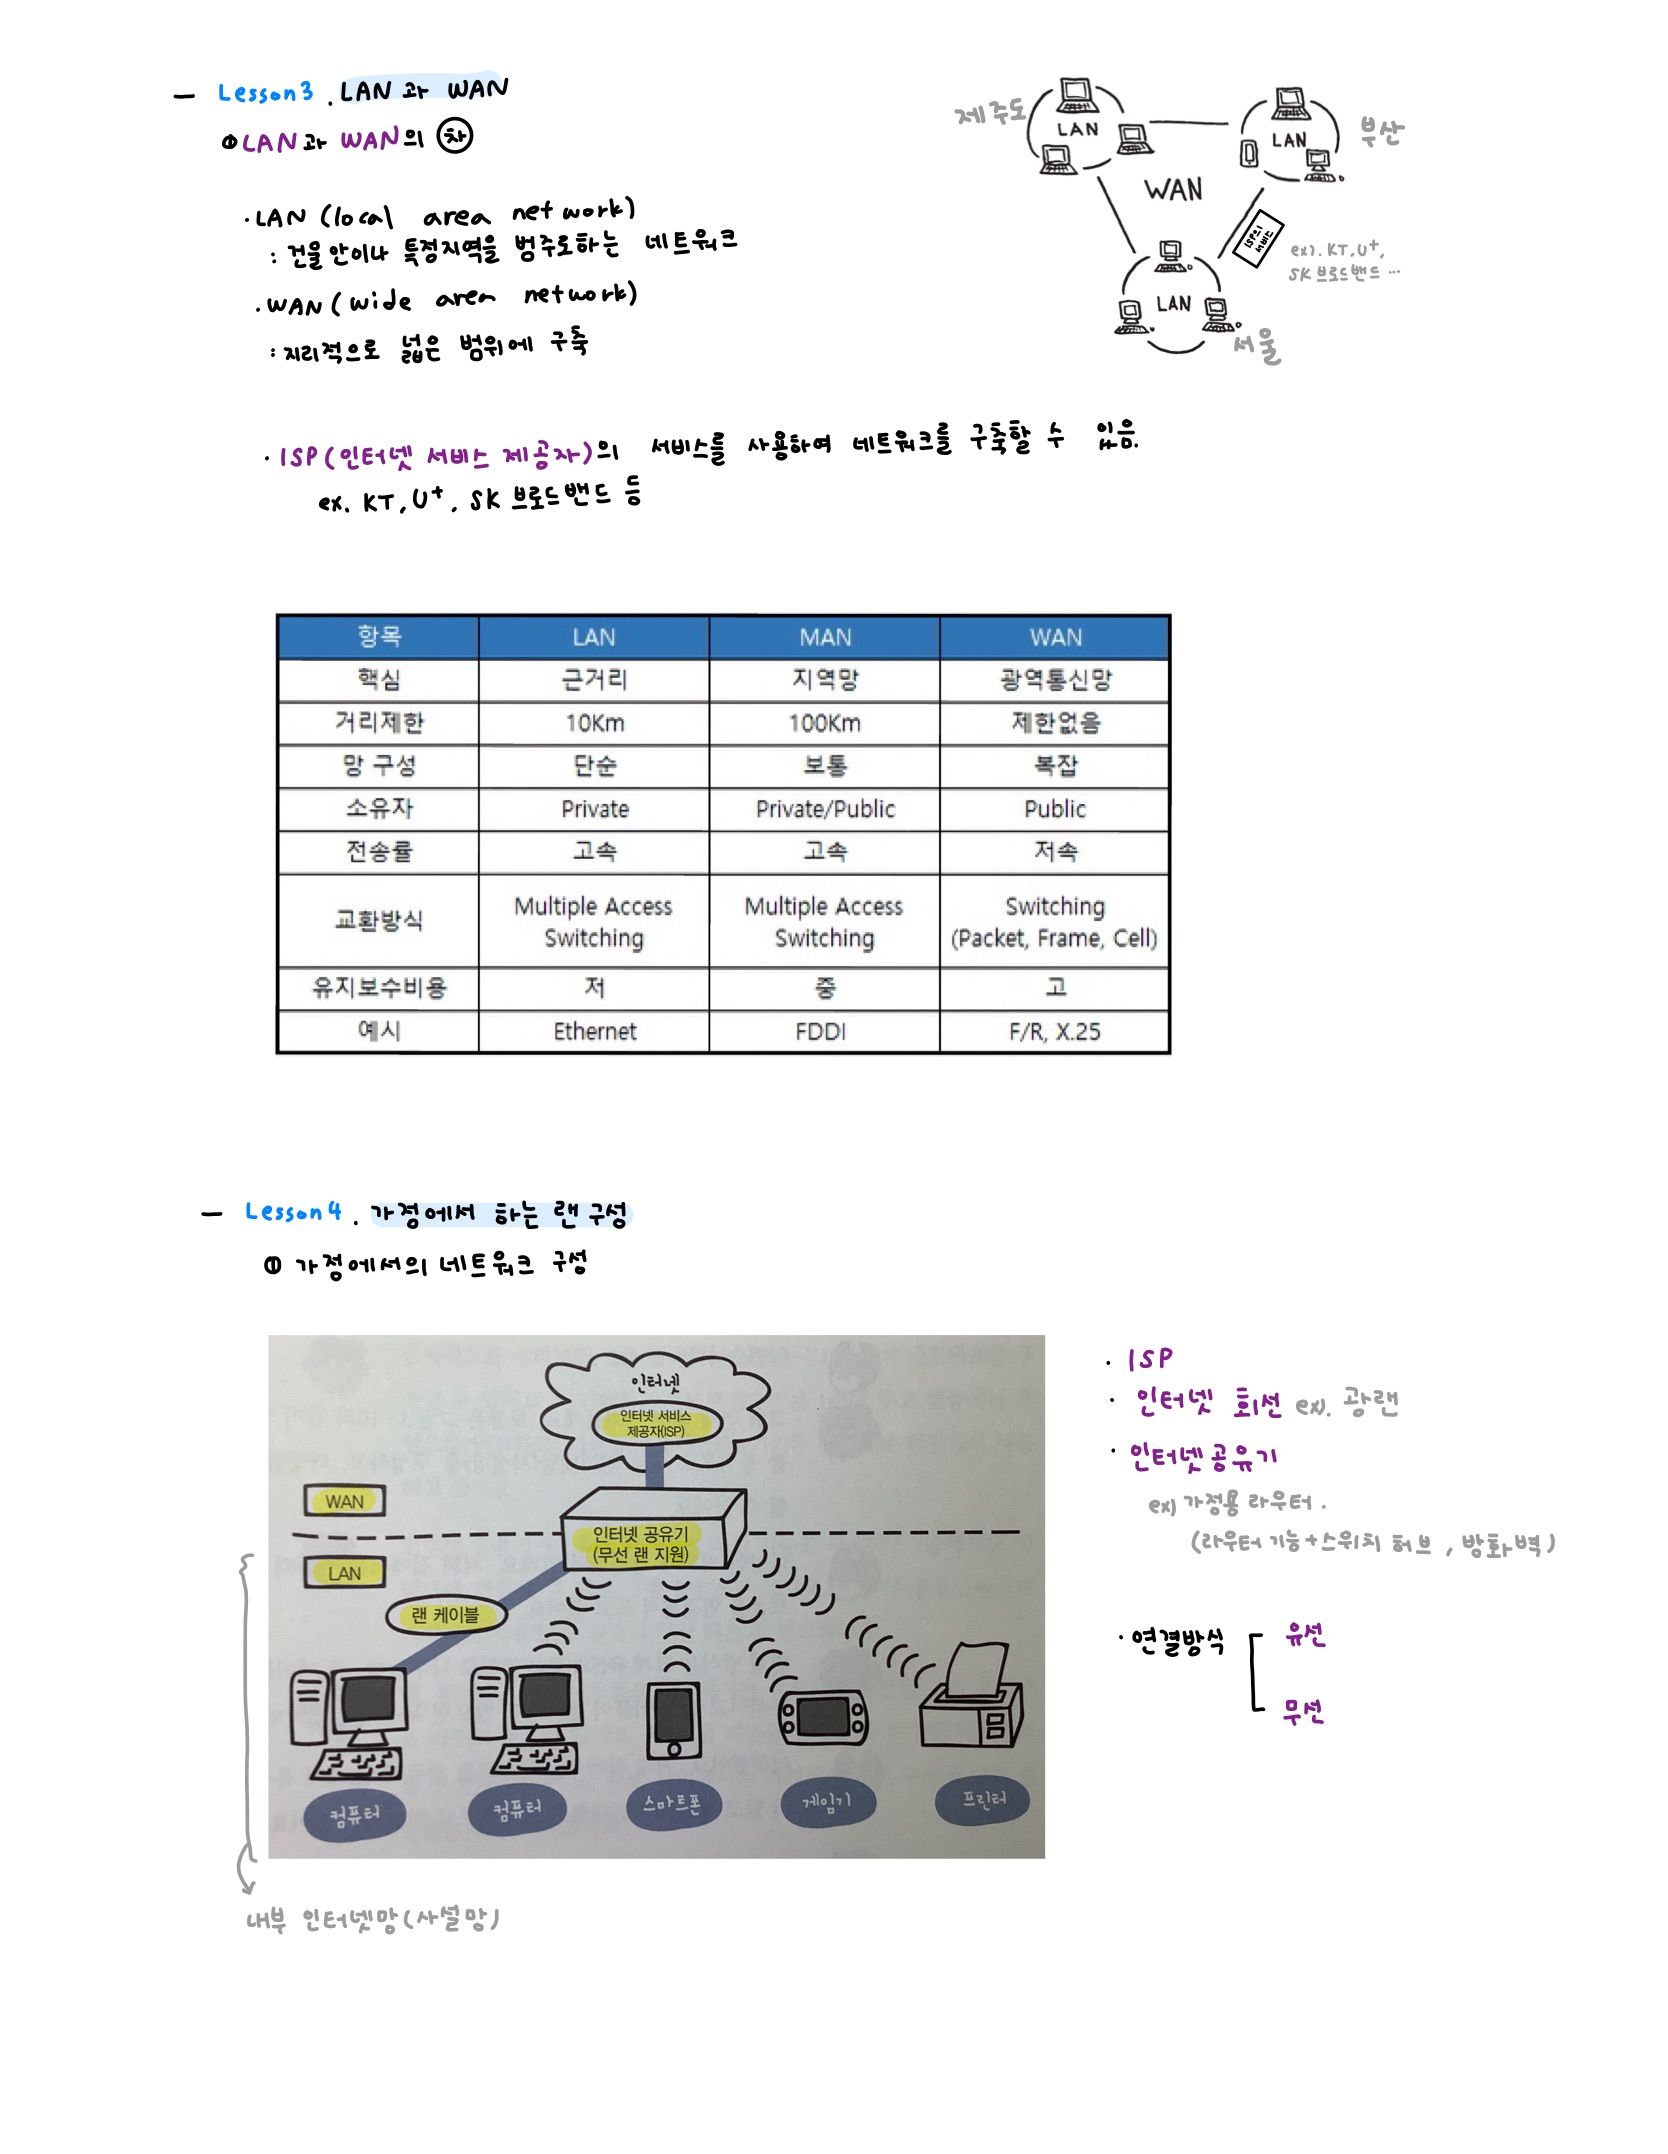 — Lesson3. LAN과 WAN
① LAN과 WAN의 차
· LAN (local area network)
: 건물안이나 특정지역을 범주로하는 네트워크
· WAN (wide area network)
: 지리적으로 넓은 범위에 구축
제주도
LAN
LAN
부산
WAN
ISP의
서비스
ex). KT, U+,
SK 브로드밴드 ...
LAN
서울
· ISP (인터넷 서비스 제공자)의 서비스를 사용하여 네트워크를 구축할 수 있음.
ex. KT, U+, SK 브로드밴드 등
항목 LAN MAN WAN
핵심 근거리 지역망 광역통신망
거리제한 10Km 100Km 제한없음
망 구성 단순 보통 복잡
소유자 Private Private/Public Public
전송률 고속 고속 저속
교환방식 Multiple Access Switching Multiple Access Switching Switching (Packet, Frame, Cell)
유지보수비용 저 중 고
예시 Ethernet FDDI F/R, X.25
— Lesson4. 가정에서 하는 랜 구성
① 가정에서의 네트워크 구성
인터넷
인터넷 서비스
제공자(ISP)
WAN
인터넷 공유기
(무선 랜 지원)
LAN
랜 케이블
컴퓨터
컴퓨터
스마트폰
게임기
프린터
내부 인터넷망(사설망)
· ISP
· 인터넷 회선 ex). 광랜
· 인터넷공유기
ex) 가정용 라우터.
(라우터 기능+스위치 허브, 방화벽)
· 연결방식
유선
무선